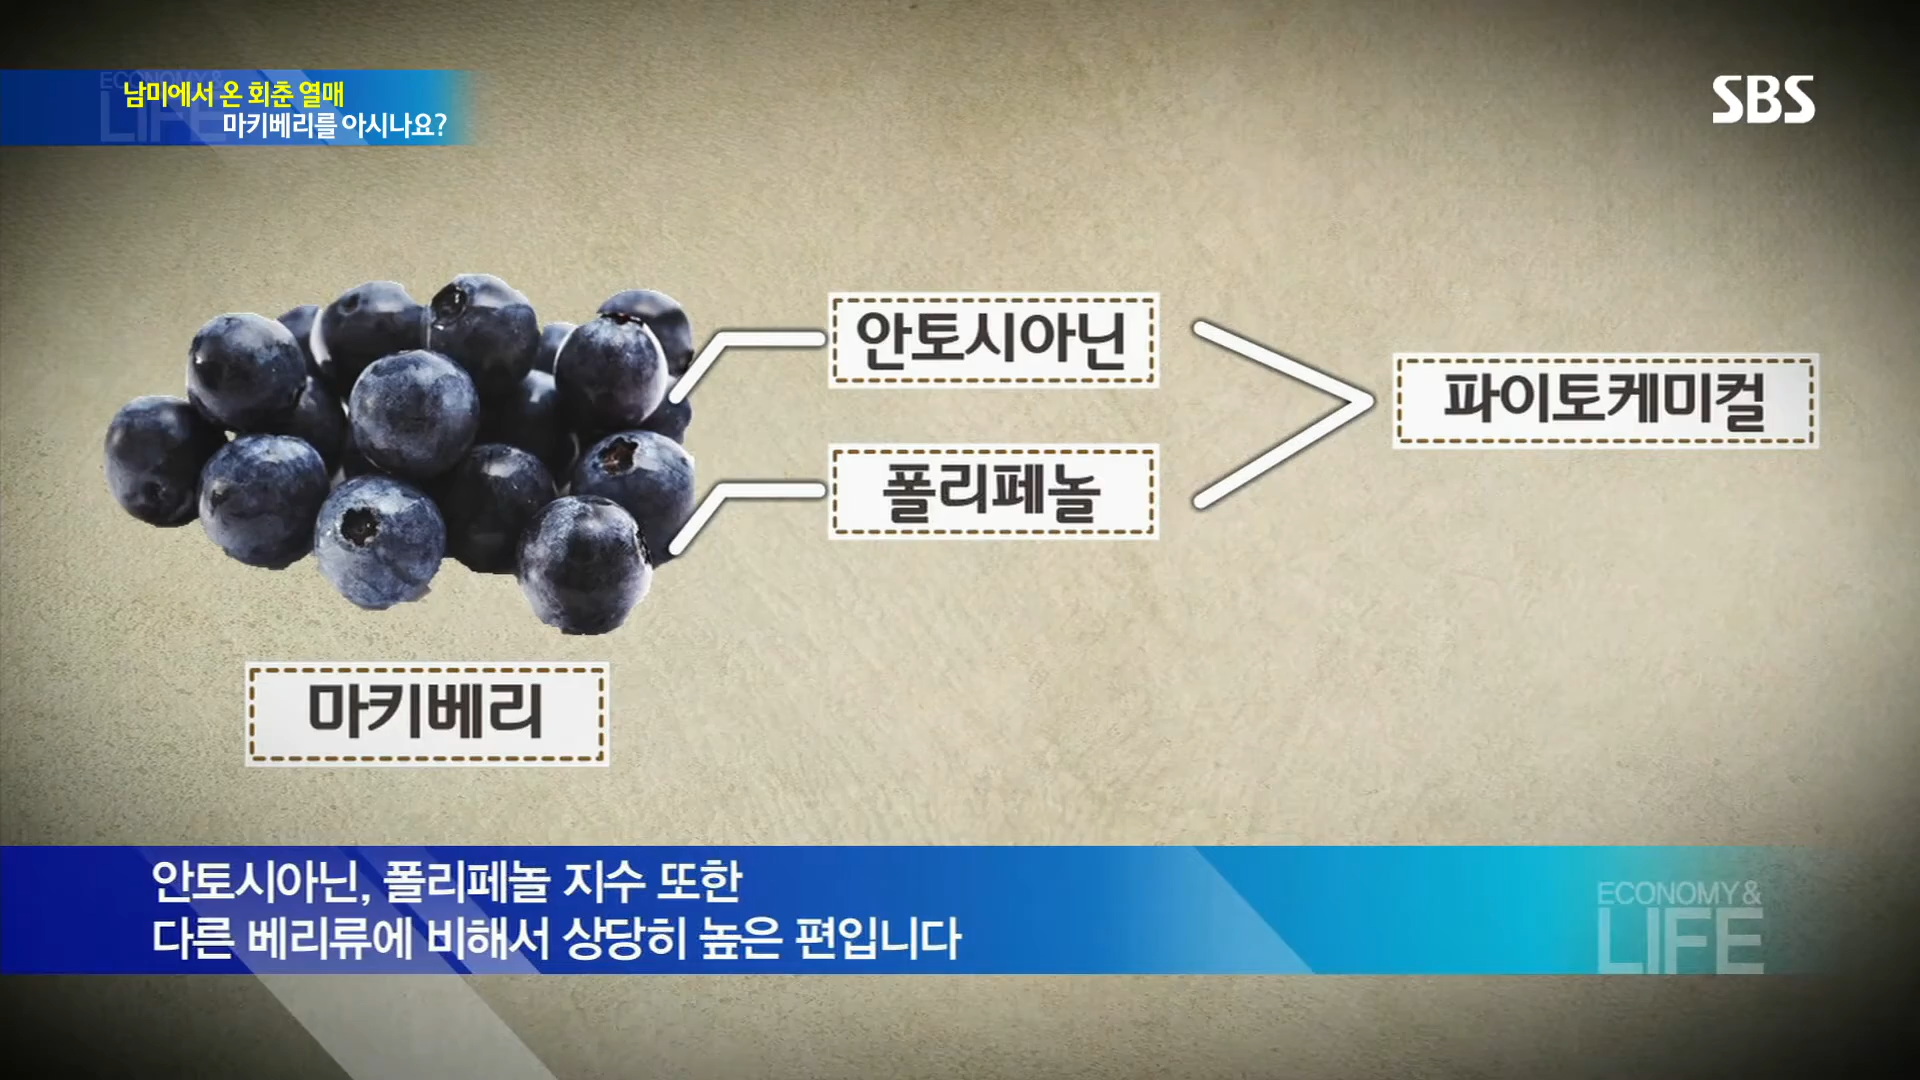 ECONOMY&
LIFE
남미에서 온 회춘 열매
마키베리를 아시나요?
SBS
안토시아닌
폴리페놀
파이토케미컬
마키베리
안토시아닌, 폴리페놀 지수 또한
다른 베리류에 비해서 상당히 높은 편입니다
ECONOMY&
LIFE